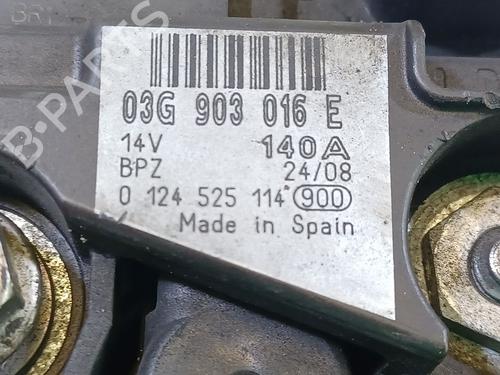 03G 903 016 E
14V 140A
BPZ 24/08
0 124 525 114* 900
Made in Spain